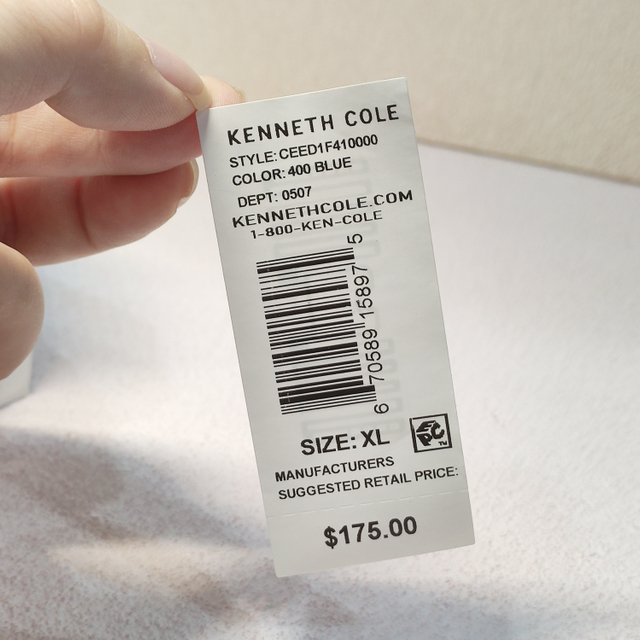 KENNETH COLE
STYLE: CEED1F410000
COLOR: 400 BLUE
DEPT: 0507
KENNETHCOLE.COM
1-800-KEN-COLE
6 70589 15897 5
SIZE: XL
EPC™
MANUFACTURERS
SUGGESTED RETAIL PRICE:
$175.00